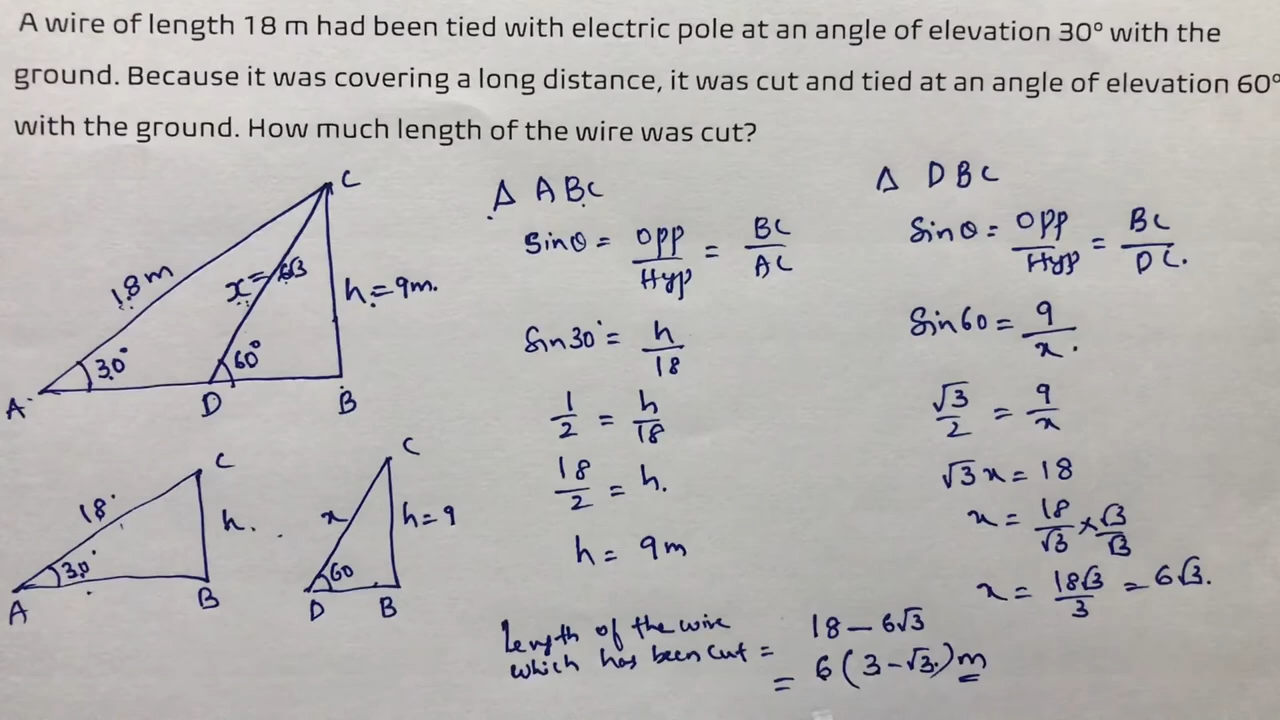 A wire of length 18 m had been tied with electric pole at an angle of elevation 30° with the
ground. Because it was covering a long distance, it was cut and tied at an angle of elevation 60°
with the ground. How much length of the wire was cut?
C
18m
x = 6√3
h = 9m.
30°
60°
A
D
B
C
18
h.
30°
A
B
C
x
h = 9
60
D
B
Δ ABC
Sinθ = Opp/Hyp = BC/AC
Sin30° = h/18
1/2 = h/18
18/2 = h.
h = 9m
Δ DBC
Sinθ = Opp/Hyp = BC/DC.
Sin60 = 9/x.
√3/2 = 9/x
√3x = 18
x = 18/√3 × √3/√3
x = 18√3/3 = 6√3.
Length of the wire
which has been cut = 18 − 6√3
= 6(3 − √3)m